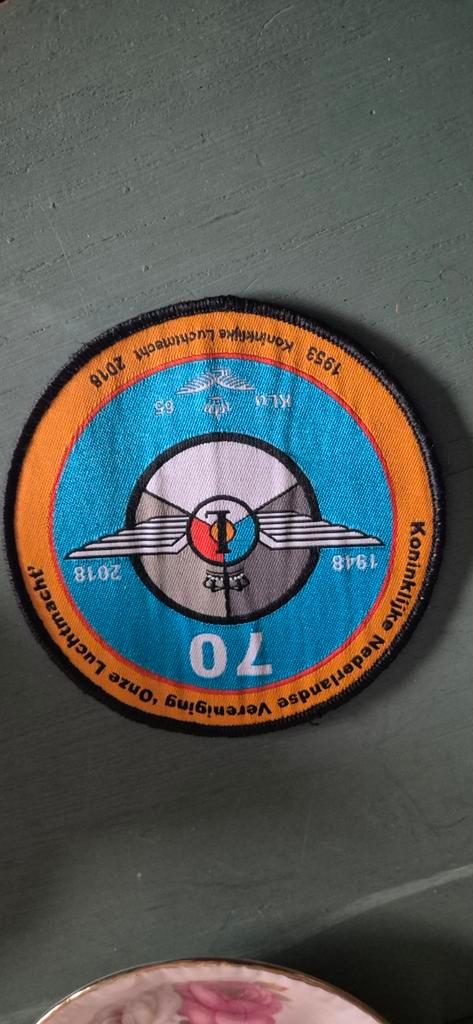 Koninklijke Nederlandse Vereniging 'Onze Luchtmacht'
70
1948 2018
I
KLu 65
1953 Koninklijke Luchtmacht 2018